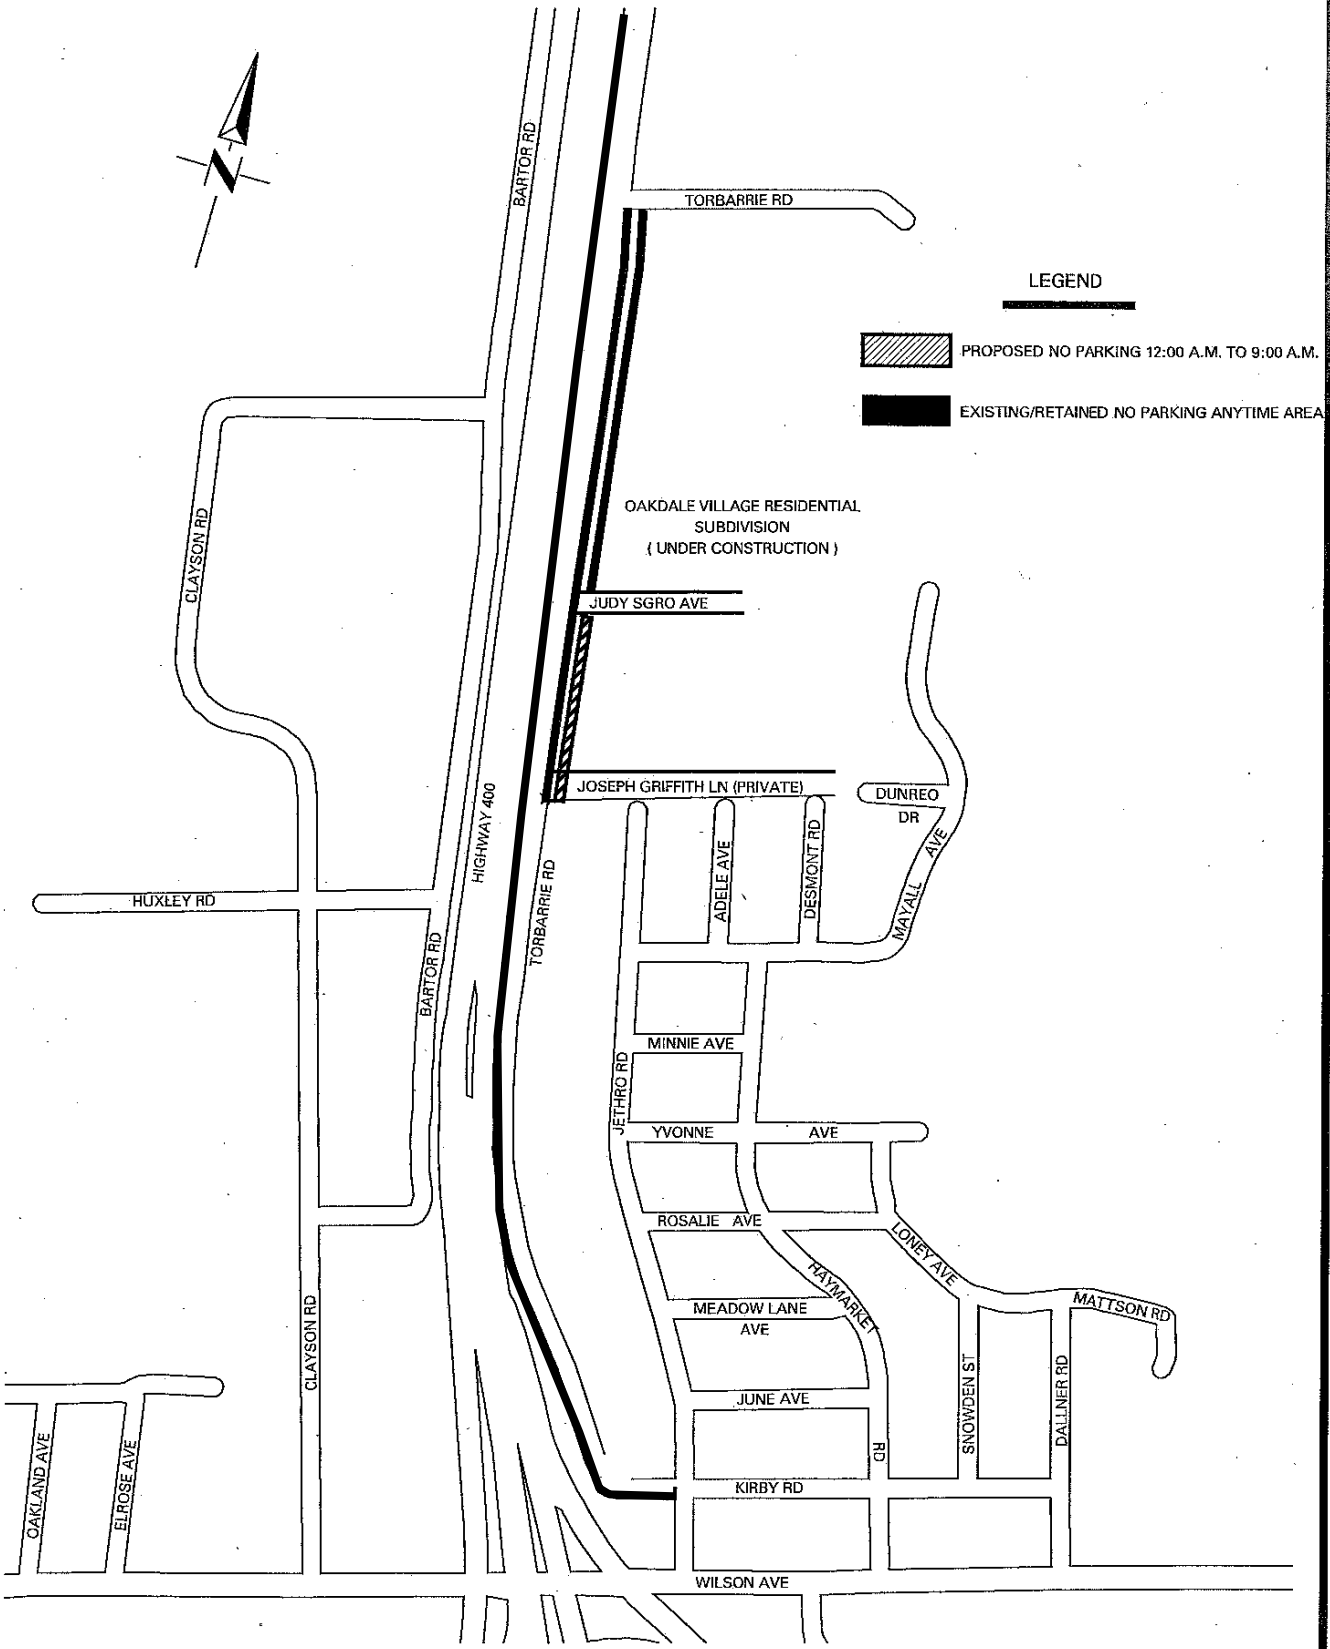 N
BARTOR RD
TORBARRIE RD
LEGEND
PROPOSED NO PARKING 12:00 A.M. TO 9:00 A.M.
EXISTING/RETAINED NO PARKING ANYTIME AREA
OAKDALE VILLAGE RESIDENTIAL
SUBDIVISION
( UNDER CONSTRUCTION )
CLAYSON RD
JUDY SGRO AVE
JOSEPH GRIFFITH LN (PRIVATE)
DUNREO
DR
HIGHWAY 400
TORBARRIE RD
ADELE AVE
DESMONT RD
MAYALL AVE
HUXLEY RD
BARTOR RD
MINNIE AVE
JETHRO RD
YVONNE AVE
ROSALIE AVE
LONEY AVE
HAYMARKET
RD
MEADOW LANE
AVE
MATTSON RD
CLAYSON RD
JUNE AVE
SNOWDEN ST
DALLNER RD
OAKLAND AVE
ELROSE AVE
KIRBY RD
WILSON AVE